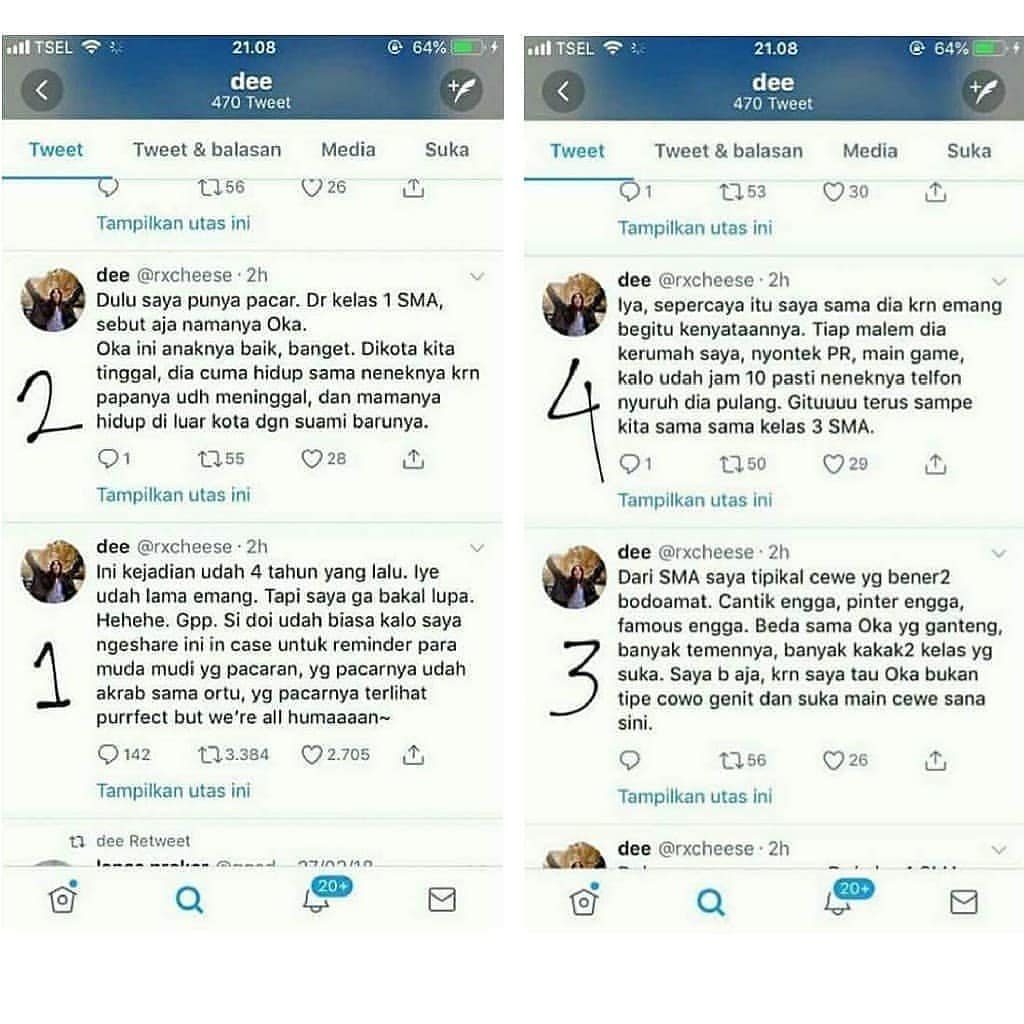 TSEL 21.08 64%
dee
470 Tweet
Tweet Tweet & balasan Media Suka
56 26
Tampilkan utas ini
dee @rxcheese · 2h
Dulu saya punya pacar. Dr kelas 1 SMA,
sebut aja namanya Oka.
Oka ini anaknya baik, banget. Dikota kita
tinggal, dia cuma hidup sama neneknya krn
papanya udh meninggal, dan mamanya
hidup di luar kota dgn suami barunya.
2
1 55 28
Tampilkan utas ini
dee @rxcheese · 2h
Ini kejadian udah 4 tahun yang lalu. Iye
udah lama emang. Tapi saya ga bakal lupa.
Hehehe. Gpp. Si doi udah biasa kalo saya
ngeshare ini in case untuk reminder para
muda mudi yg pacaran, yg pacarnya udah
akrab sama ortu, yg pacarnya terlihat
purrfect but we're all humaaaan~
1
142 3.384 2.705
Tampilkan utas ini
dee Retweet
20+
TSEL 21.08 64%
dee
470 Tweet
Tweet Tweet & balasan Media Suka
1 53 30
Tampilkan utas ini
dee @rxcheese · 2h
Iya, sepercaya itu saya sama dia krn emang
begitu kenyataannya. Tiap malem dia
kerumah saya, nyontek PR, main game,
kalo udah jam 10 pasti neneknya telfon
nyuruh dia pulang. Gituuuu terus sampe
kita sama sama kelas 3 SMA.
4
1 50 29
Tampilkan utas ini
dee @rxcheese · 2h
Dari SMA saya tipikal cewe yg bener2
bodoamat. Cantik engga, pinter engga,
famous engga. Beda sama Oka yg ganteng,
banyak temennya, banyak kakak2 kelas yg
suka. Saya b aja, krn saya tau Oka bukan
tipe cowo genit dan suka main cewe sana
sini.
3
56 26
Tampilkan utas ini
dee @rxcheese · 2h
20+